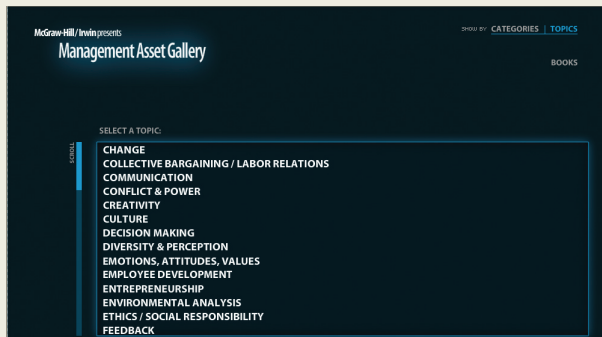 McGraw-Hill / Irwin presents
Management Asset Gallery
SHOW BY: CATEGORIES | TOPICS
BOOKS
SELECT A TOPIC:
SCROLL
CHANGE
COLLECTIVE BARGAINING / LABOR RELATIONS
COMMUNICATION
CONFLICT & POWER
CREATIVITY
CULTURE
DECISION MAKING
DIVERSITY & PERCEPTION
EMOTIONS, ATTITUDES, VALUES
EMPLOYEE DEVELOPMENT
ENTREPRENEURSHIP
ENVIRONMENTAL ANALYSIS
ETHICS / SOCIAL RESPONSIBILITY
FEEDBACK